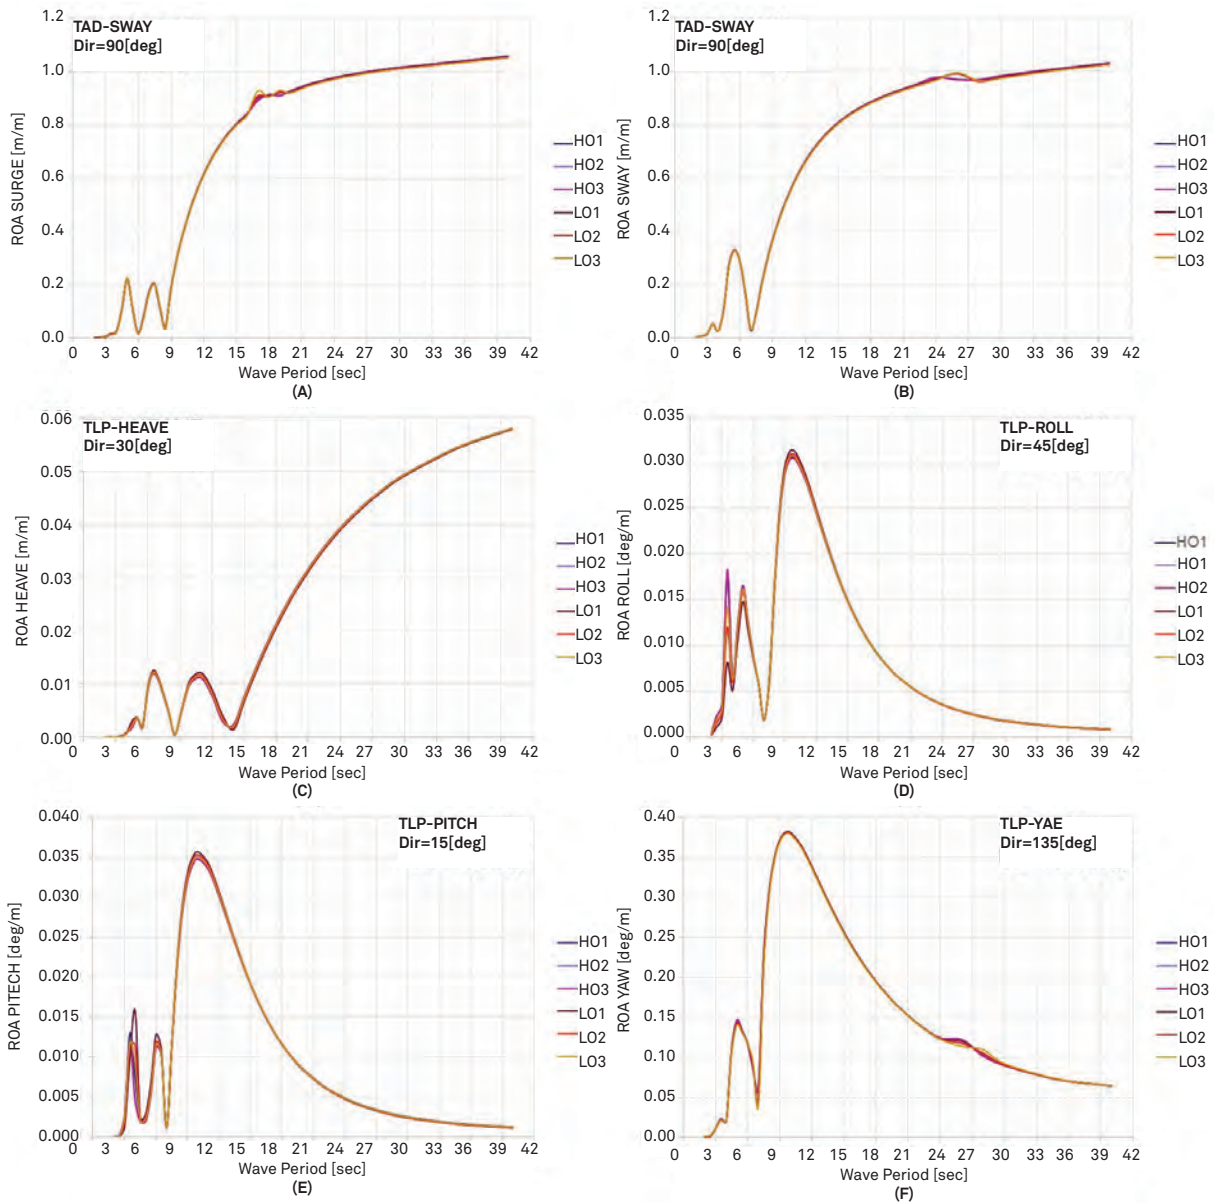 TAD-SWAY
Dir=90[deg]
ROA SURGE [m/m]
1.2
1.0
0.8
0.6
0.4
0.2
0.0
0 3 6 9 12 15 18 21 24 27 30 33 36 39 42
Wave Period [sec]
(A)
HO1
HO2
HO3
LO1
LO2
LO3
TAD-SWAY
Dir=90[deg]
ROA SWAY [m/m]
1.2
1.0
0.8
0.6
0.4
0.2
0.0
0 3 6 9 12 15 18 21 24 27 30 33 36 39 42
Wave Period [sec]
(B)
HO1
HO2
HO3
LO1
LO2
LO3
TLP-HEAVE
Dir=30[deg]
ROA HEAVE [m/m]
0.06
0.05
0.04
0.03
0.02
0.01
0.00
0 3 6 9 12 15 18 21 24 27 30 33 36 39 42
Wave Period [sec]
(C)
HO1
HO2
HO3
LO1
LO2
LO3
TLP-ROLL
Dir=45[deg]
ROA ROLL [deg/m]
0.035
0.030
0.025
0.020
0.015
0.010
0.005
0.000
0 3 6 9 12 15 18 21 24 27 30 33 36 39 42
Wave Period [sec]
(D)
HO1
HO1
HO2
LO1
LO2
LO3
TLP-PITCH
Dir=15[deg]
ROA PITECH [deg/m]
0.040
0.035
0.030
0.025
0.020
0.015
0.010
0.005
0.000
0 3 6 9 12 15 18 21 24 27 30 33 36 39 42
Wave Period [sec]
(E)
HO1
HO2
HO3
LO1
LO2
LO3
TLP-YAE
Dir=135[deg]
ROA YAW [deg/m]
0.40
0.35
0.30
0.25
0.20
0.15
0.10
0.05
0.00
0 3 6 9 12 15 18 21 24 27 30 33 36 39 42
Wave Period [sec]
(F)
HO1
HO2
HO3
LO1
LO2
LO3